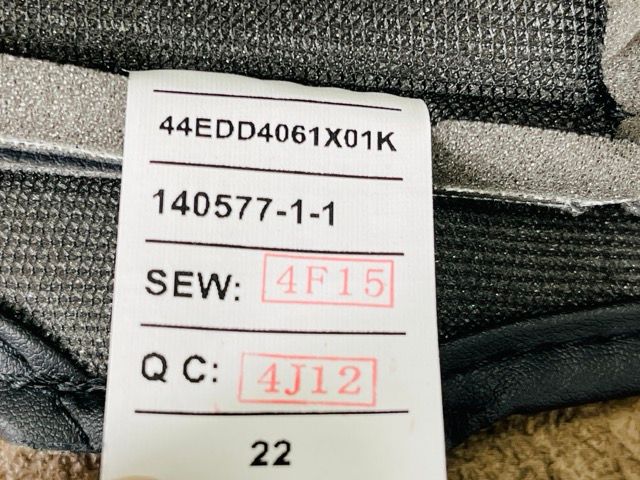 44EDD4061X01K
140577-1-1
SEW: 4F15
Q C: 4J12
22